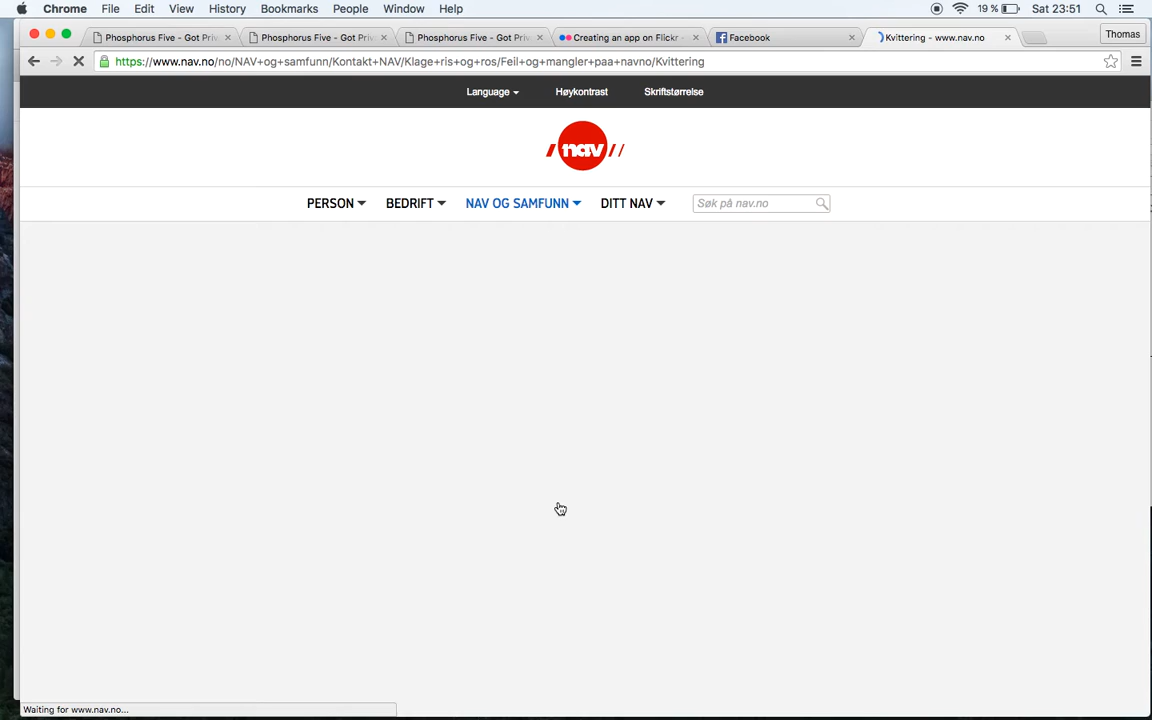 Chrome File Edit View History Bookmarks People Window Help 19 % Sat 23:51
Phosphorus Five - Got Priv Phosphorus Five - Got Priv Phosphorus Five - Got Priv Creating an app on Flickr - Facebook Kvittering - www.nav.no Thomas
https://www.nav.no/no/NAV+og+samfunn/Kontakt+NAV/Klage+ris+og+ros/Feil+og+mangler+paa+navno/Kvittering
Language Høykontrast Skriftstørrelse
nav
PERSON BEDRIFT NAV OG SAMFUNN DITT NAV Søk på nav.no
Waiting for www.nav.no...